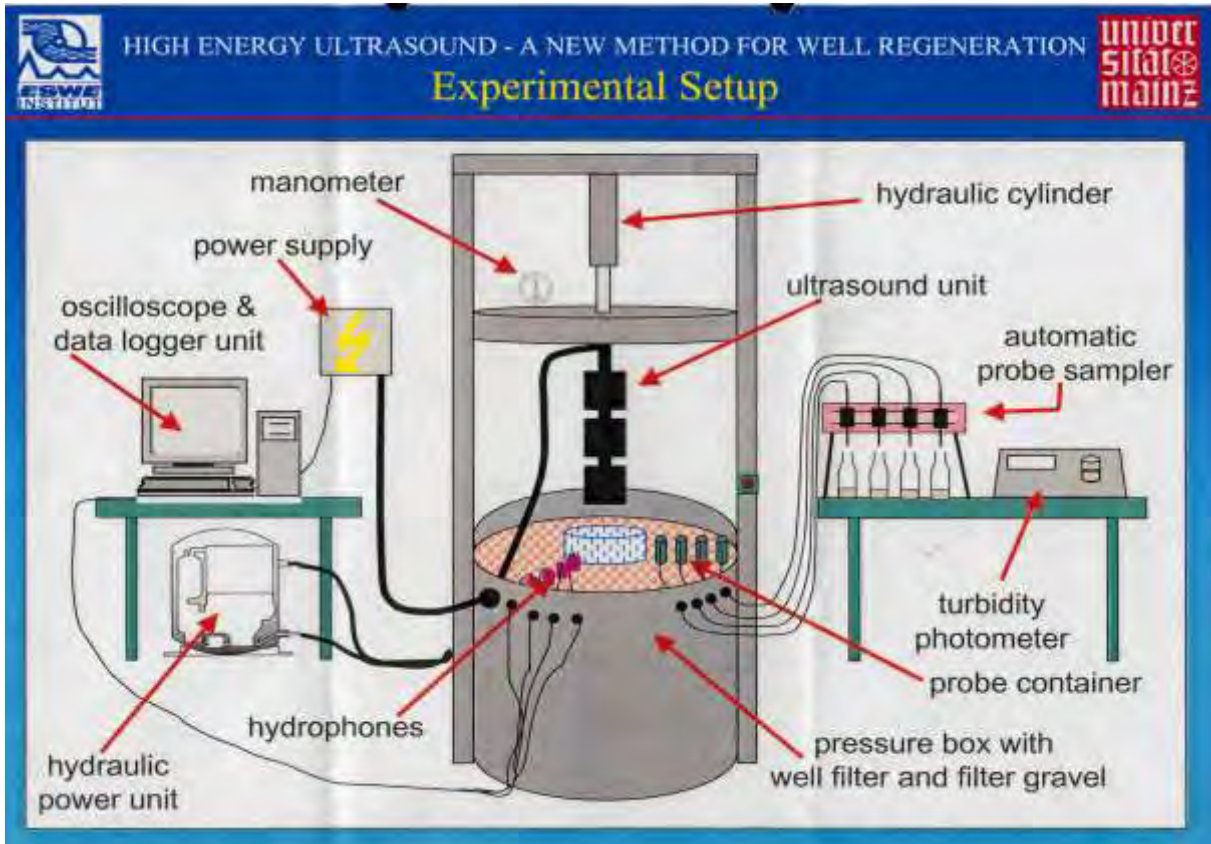 ESWE
INSTITUT
HIGH ENERGY ULTRASOUND - A NEW METHOD FOR WELL REGENERATION
Experimental Setup
univer
sitat
mainz
manometer
hydraulic cylinder
power supply
ultrasound unit
oscilloscope &
data logger unit
automatic
probe sampler
turbidity
photometer
probe container
hydrophones
pressure box with
well filter and filter gravel
hydraulic
power unit